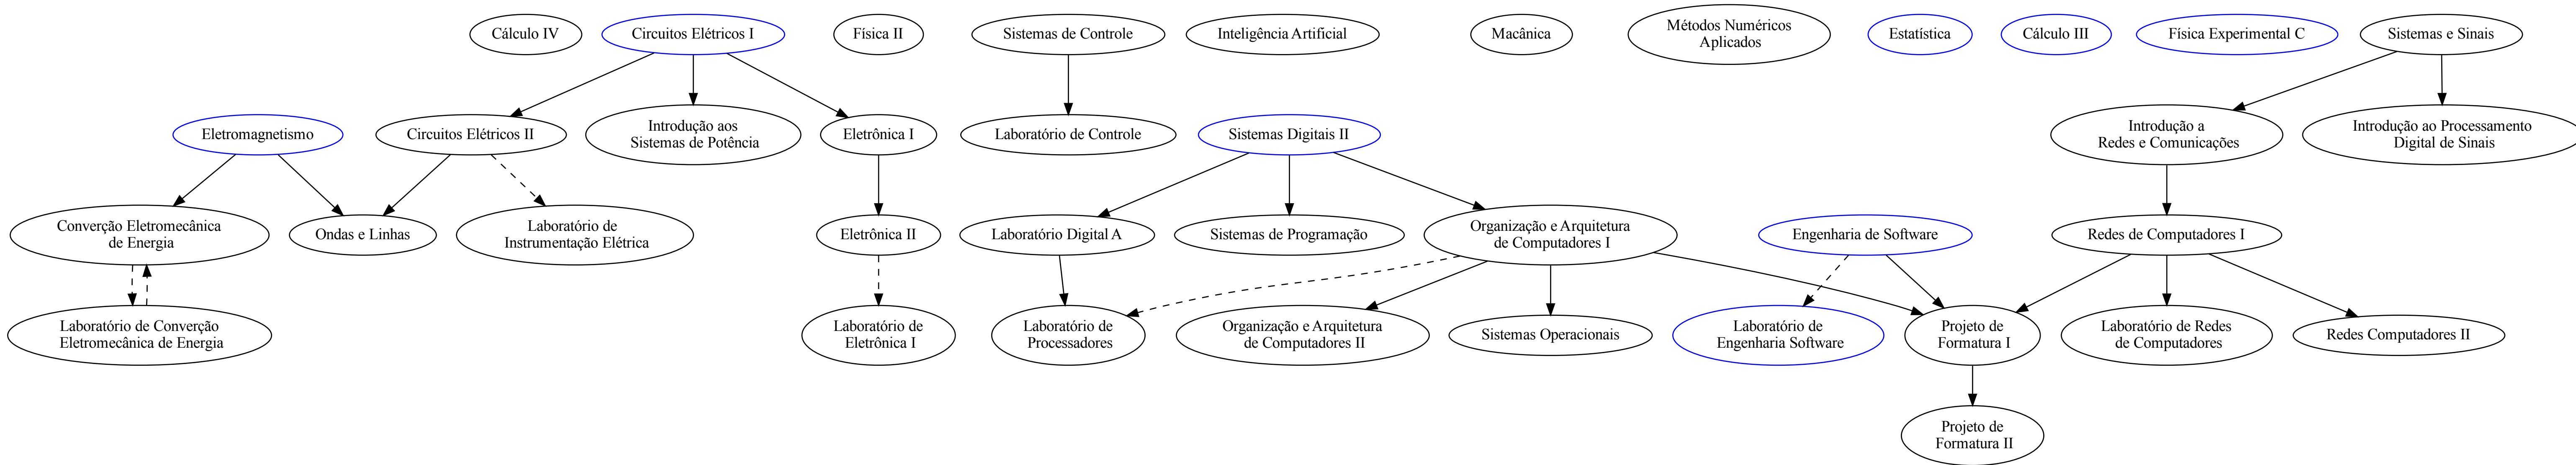 Cálculo IV
Circuitos Elétricos I
Física II
Sistemas de Controle
Inteligência Artificial
Macânica
Métodos Numéricos
Aplicados
Estatística
Cálculo III
Física Experimental C
Sistemas e Sinais
Eletromagnetismo
Circuitos Elétricos II
Introdução aos
Sistemas de Potência
Eletrônica I
Laboratório de Controle
Sistemas Digitais II
Introdução a
Redes e Comunicações
Introdução ao Processamento
Digital de Sinais
Converção Eletromecânica
de Energia
Ondas e Linhas
Laboratório de
Instrumentação Elétrica
Eletrônica II
Laboratório Digital A
Sistemas de Programação
Organização e Arquitetura
de Computadores I
Engenharia de Software
Redes de Computadores I
Laboratório de Converção
Eletromecânica de Energia
Laboratório de
Eletrônica I
Laboratório de
Processadores
Organização e Arquitetura
de Computadores II
Sistemas Operacionais
Laboratório de
Engenharia Software
Projeto de
Formatura I
Laboratório de Redes
de Computadores
Redes Computadores II
Projeto de
Formatura II